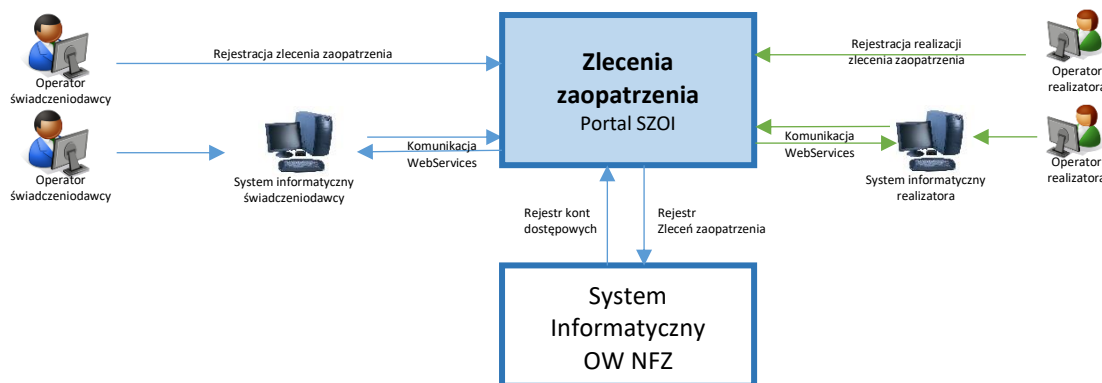 Operator
świadczeniodawcy
Rejestracja zlecenia zaopatrzenia
Zlecenia
zaopatrzenia
Portal SZOI
Rejestracja realizacji
zlecenia zaopatrzenia
Operator
realizatora
Operator
świadczeniodawcy
System informatyczny
świadczeniodawcy
Komunikacja
WebServices
Komunikacja
WebServices
System informatyczny
realizatora
Operator
realizatora
Rejestr kont
dostępowych
Rejestr
Zleceń zaopatrzenia
System
Informatyczny
OW NFZ